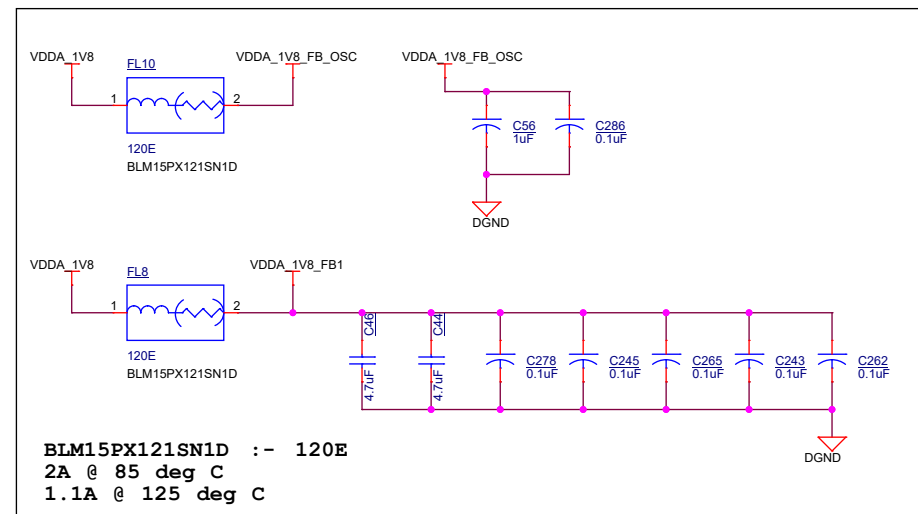 VDDA_1V8
FL10
VDDA_1V8_FB_OSC
1
2
120E
BLM15PX121SN1D
VDDA_1V8_FB_OSC
C56
1uF
C286
0.1uF
DGND
VDDA_1V8
FL8
VDDA_1V8_FB1
1
2
120E
BLM15PX121SN1D
C46
4.7uF
C44
4.7uF
C278
0.1uF
C245
0.1uF
C265
0.1uF
C243
0.1uF
C262
0.1uF
DGND
BLM15PX121SN1D :- 120E
2A @ 85 deg C
1.1A @ 125 deg C